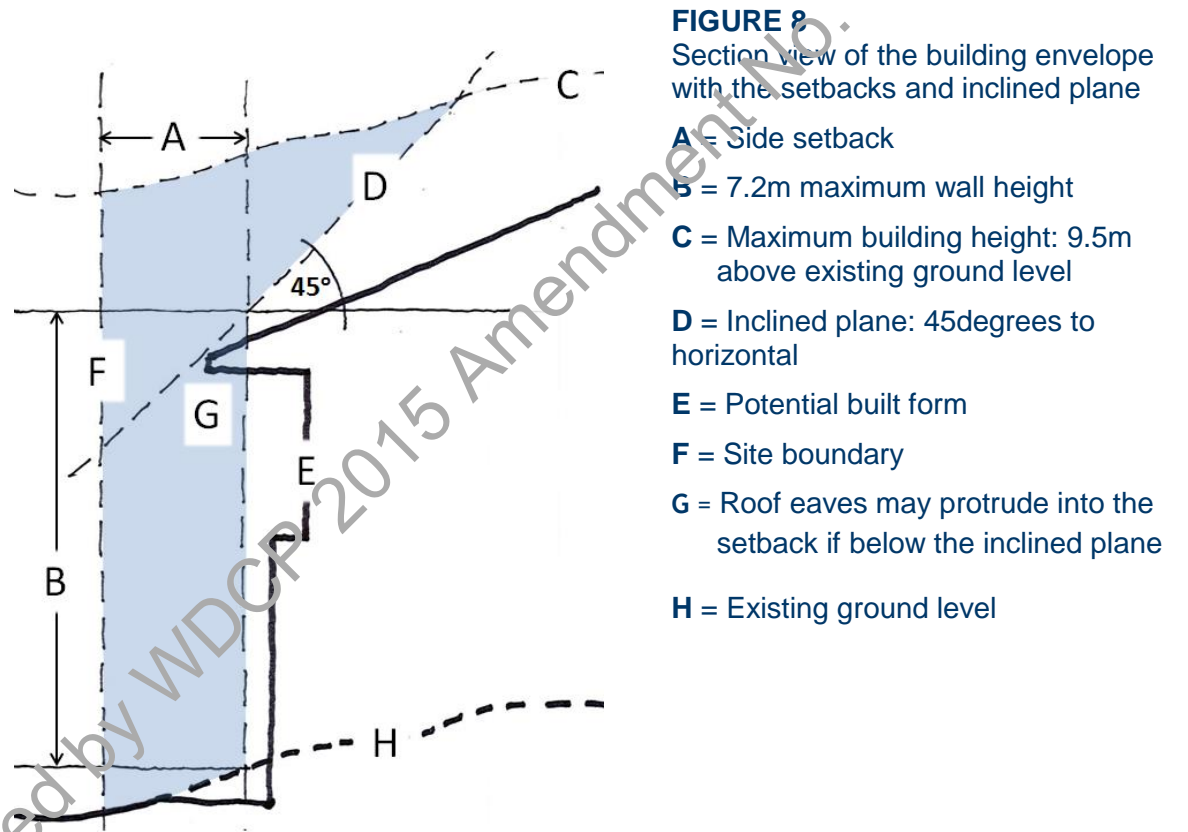 C
A
D
45°
F
G
E
B
H
FIGURE 8
Section view of the building envelope
with the setbacks and inclined plane
A = Side setback
B = 7.2m maximum wall height
C = Maximum building height: 9.5m
above existing ground level
D = Inclined plane: 45degrees to
horizontal
E = Potential built form
F = Site boundary
G = Roof eaves may protrude into the
setback if below the inclined plane
H = Existing ground level
ed by WDCP 2015 Amendment No.